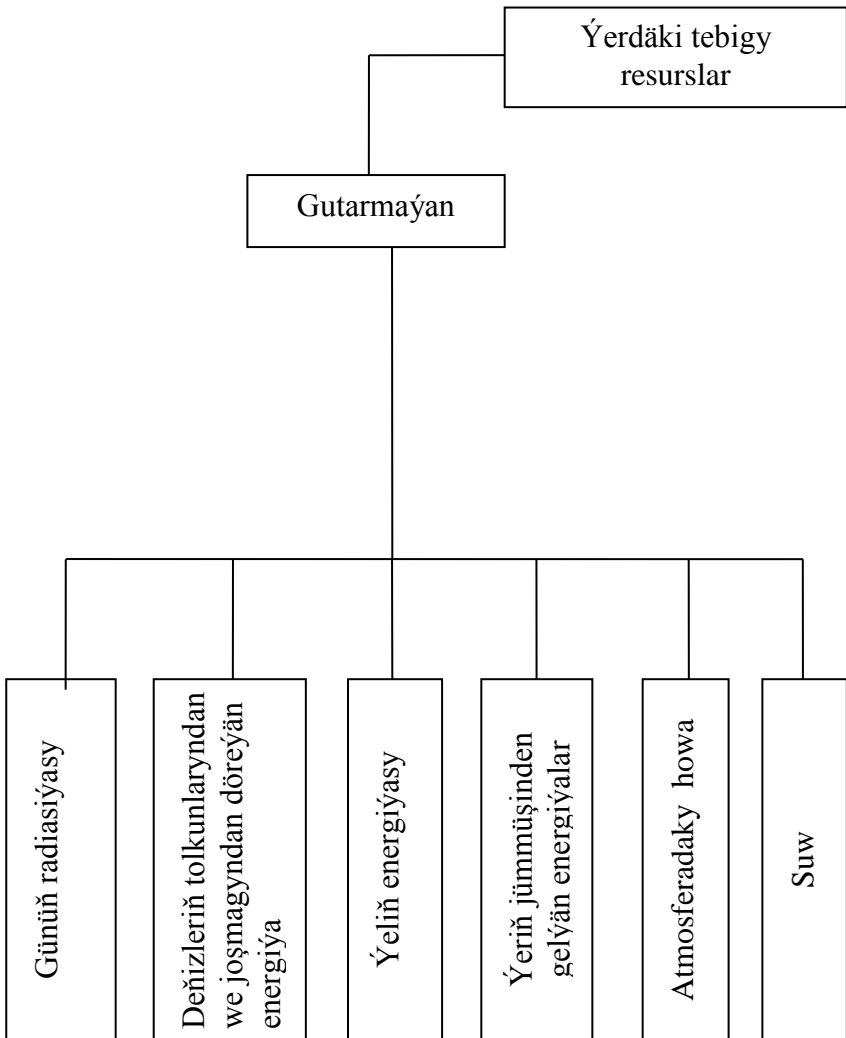 Ýerdäki tebigy
resurslar
Gutarmaýan
Günüň radiasiýasy
Deňizleriň tolkunlaryndan
we joşmagyndan döreýän
energiýa
Ýeliň energiýasy
Ýeriň jümmüşinden
gelýän energiýalar
Atmosferadaky howa
Suw